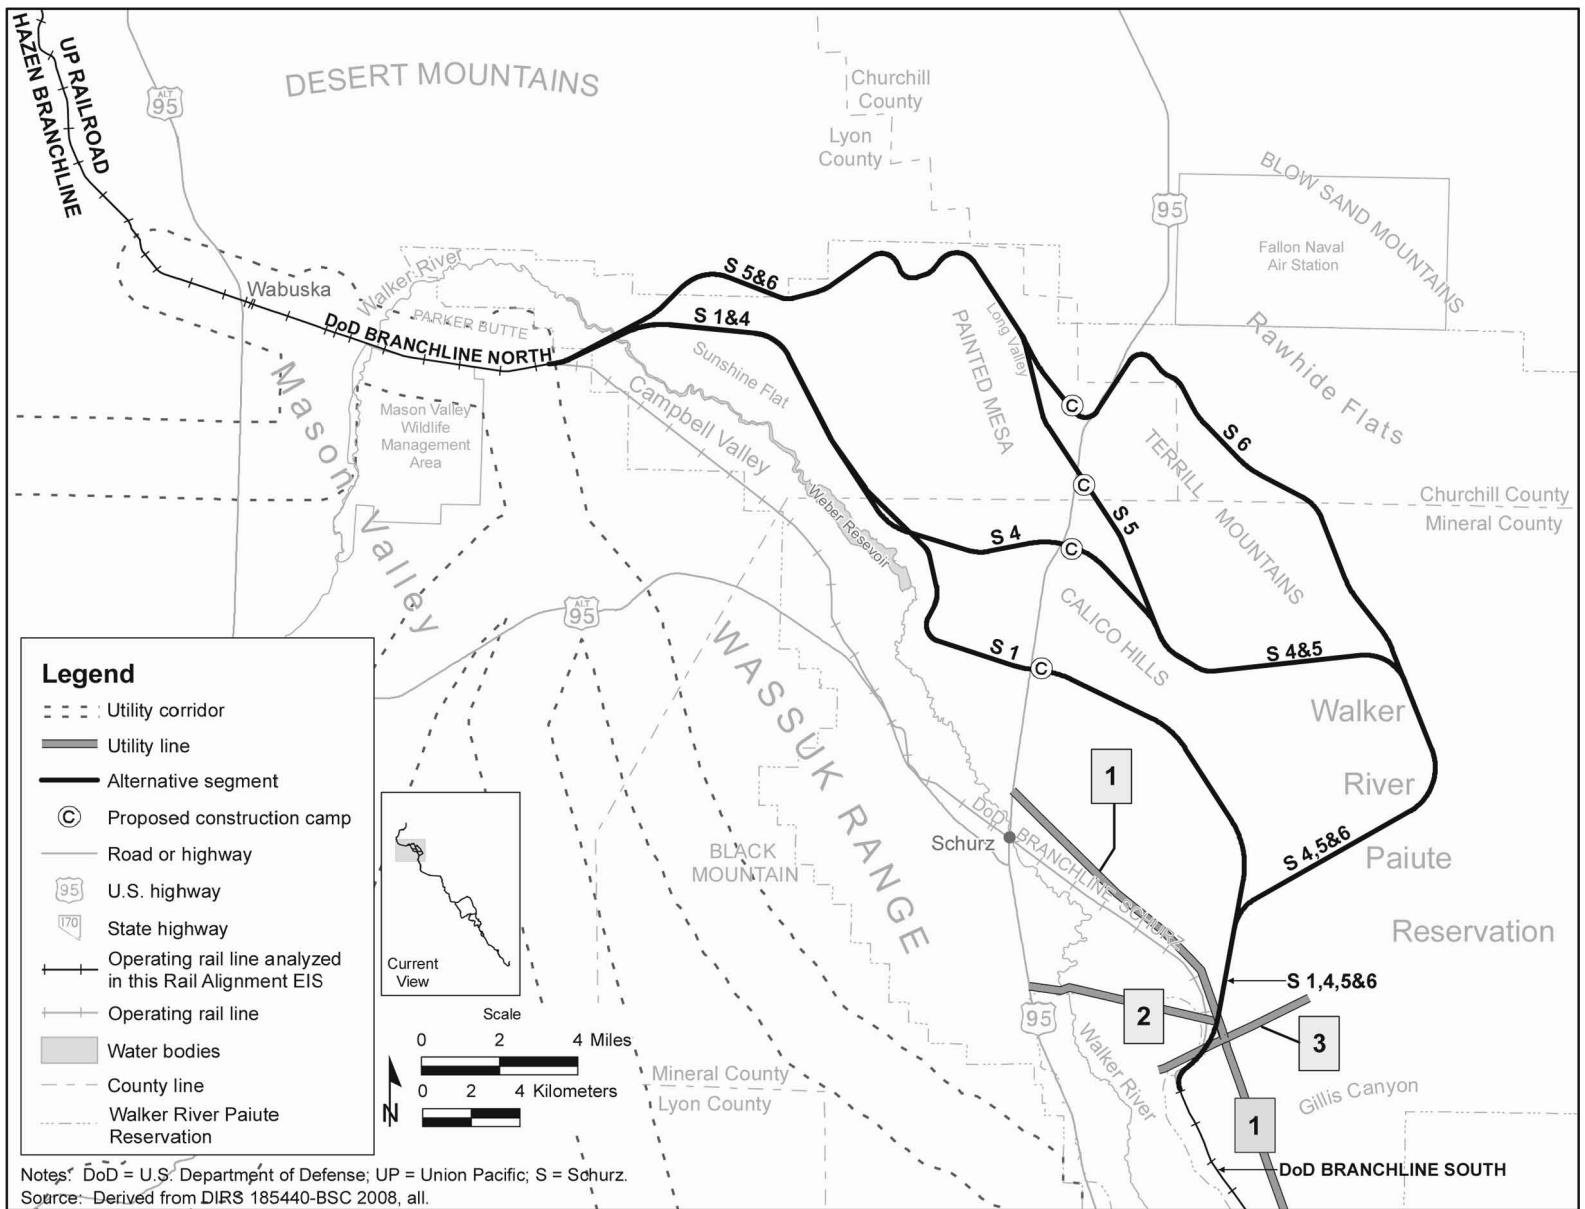 UP RAILROAD
HAZEN BRANCHLINE
ALT
95
DESERT MOUNTAINS
Churchill
County
Lyon
County
95
BLOW SAND MOUNTAINS
Fallon Naval
Air Station
Wabuska
Walker River
PARKER BUTTE
DoD BRANCHLINE NORTH
S 5&6
S 1&4
Sunshine Flat
Long Valley
PAINTED MESA
Rawhide Flats
Mason Valley
Mason Valley
Wildlife
Management
Area
Campbell Valley
Weber Resevoir
C
C
C
C
S 6
TERRILL MOUNTAINS
Churchill County
Mineral County
S 5
S 4
CALICO HILLS
S 1
S 4&5
ALT
95
WASSUK RANGE
Walker
River
Paiute
Reservation
S 4,5&6
1
Schurz
DoD BRANCHLINE SCHURZ
BLACK
MOUNTAIN
S 1,4,5&6
2
3
95
Walker River
Gillis Canyon
1
DoD BRANCHLINE SOUTH
Mineral County
Lyon County
Legend
Utility corridor
Utility line
Alternative segment
C Proposed construction camp
Road or highway
95 U.S. highway
170 State highway
Operating rail line analyzed
in this Rail Alignment EIS
Operating rail line
Water bodies
County line
Walker River Paiute
Reservation
Current
View
Scale
0 2 4 Miles
0 2 4 Kilometers
N
Notes: DoD = U.S. Department of Defense; UP = Union Pacific; S = Schurz.
Source: Derived from DIRS 185440-BSC 2008, all.